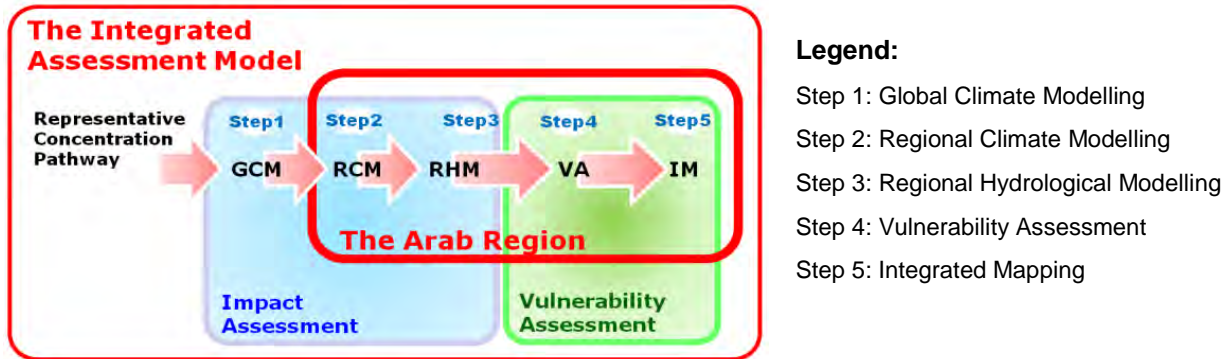 The Integrated
Assessment Model
Representative
Concentration
Pathway
Step1
Step2
Step3
Step4
Step5
GCM
RCM
RHM
VA
IM
The Arab Region
Impact
Assessment
Vulnerability
Assessment
Legend:
Step 1: Global Climate Modelling
Step 2: Regional Climate Modelling
Step 3: Regional Hydrological Modelling
Step 4: Vulnerability Assessment
Step 5: Integrated Mapping